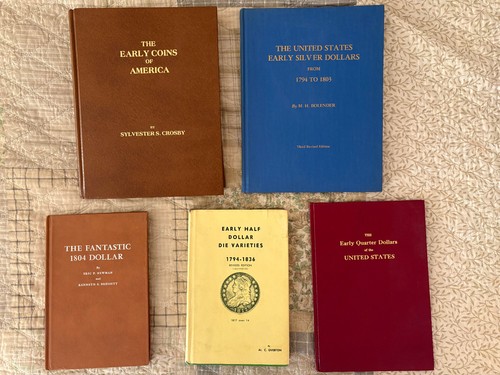 THE
EARLY COINS
OF
AMERICA
BY
SYLVESTER S. CROSBY
THE UNITED STATES
EARLY SILVER DOLLARS
FROM
1794 TO 1803
By M. H. BOLENDER
Third Revised Edition
THE FANTASTIC
1804 DOLLAR
by
ERIC P. NEWMAN
and
KENNETH E. BRESSETT
EARLY HALF
DOLLAR
DIE VARIETIES
1794-1836
REVISED EDITION
by
THE
Early Quarter Dollars
of the
UNITED STATES